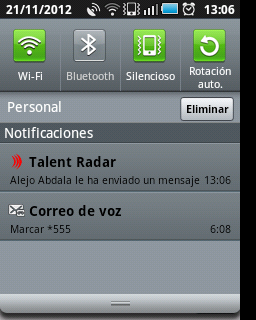 21/11/2012 13:06
Wi-Fi Bluetooth Silencioso Rotación
auto.
Personal Eliminar
Notificaciones
Talent Radar
Alejo Abdala le ha enviado un mensaje 13:06
Correo de voz
Marcar *555 6:08